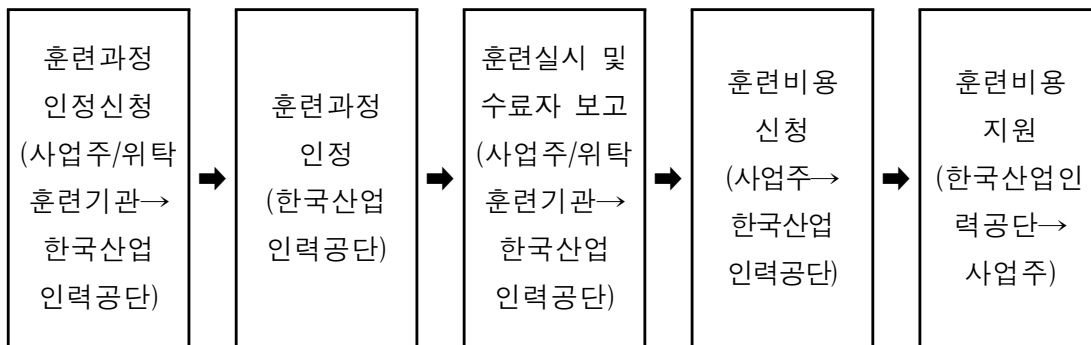 훈련과정
인정신청
(사업주/위탁
훈련기관→
한국산업
인력공단)
➡
훈련과정
인정
(한국산업
인력공단)
➡
훈련실시 및
수료자 보고
(사업주/위탁
훈련기관→
한국산업
인력공단)
➡
훈련비용
신청
(사업주→
한국산업
인력공단)
➡
훈련비용
지원
(한국산업인
력공단→
사업주)